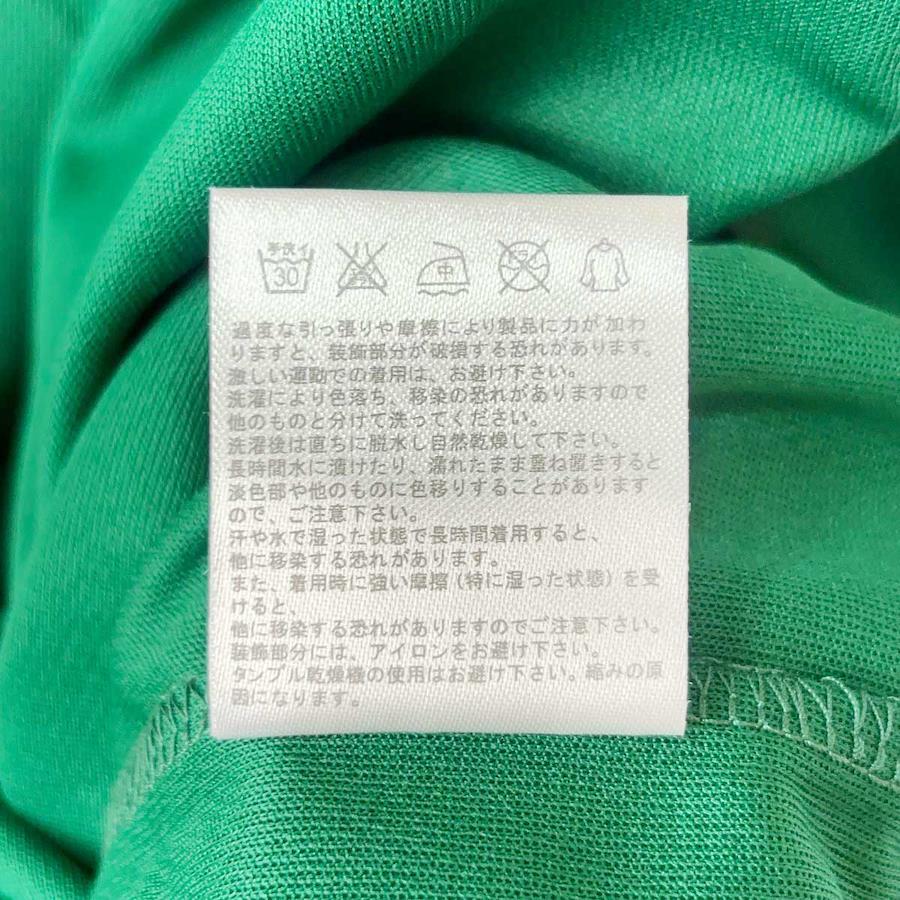 手洗イ
30
エンソ
サラシ
中
ドライ
過度な引っ張りや摩擦により製品に力が加わ
りますと、装飾部分が破損する恐れがあります。
激しい運動での着用は、お避け下さい。
洗濯により色落ち、移染の恐れがありますので
他のものと分けて洗ってください。
洗濯後は直ちに脱水し自然乾燥して下さい。
長時間水に漬けたり、濡れたまま重ね置きすると
淡色部や他のものに色移りすることがあります
ので、ご注意下さい。
汗や水で湿った状態で長時間着用すると、
他に移染する恐れがあります。
また、着用時に強い摩擦（特に湿った状態）を受
けると、
他に移染する恐れがありますのでご注意下さい。
装飾部分には、アイロンをお避け下さい。
タンブル乾燥機の使用はお避け下さい。縮みの原
因になります。